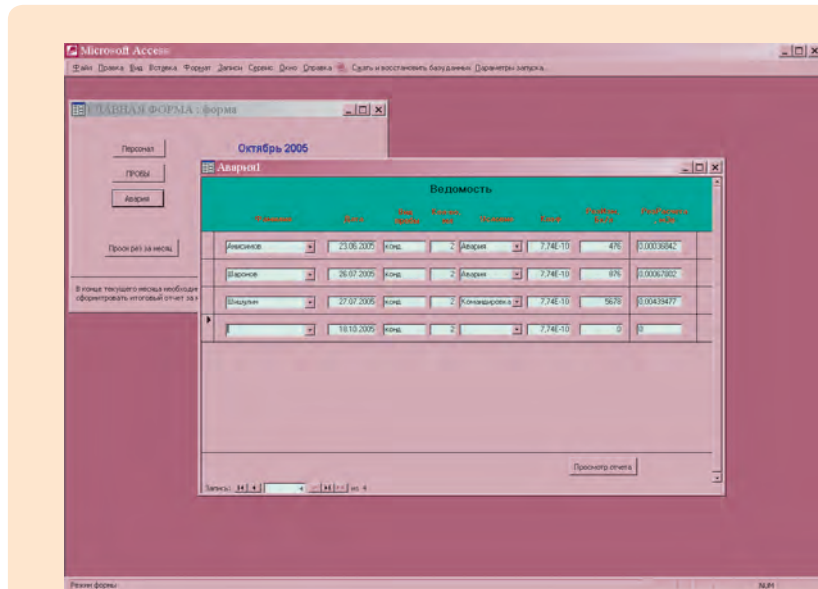 Microsoft Access
Файл Правка Вид Вставка Формат Записи Сервис Окно Справка Сжать и восстановить базу данных Параметры запуска
ГЛАВНАЯ ФОРМА : форма
Персонал
Октябрь 2005
ПРОБЫ
Авария
Просм рез за месяц
В конце текущего месяца необходи
сформировать итоговый отчет за
Авария1
Ведомость
Анисимов 23.06.2005 конд. 2 Авария 7,74E-10 476 0,00036842
Шаронов 26.07.2005 конд. 2 Авария 7,74E-10 876 0,00067802
Шишулин 27.07.2005 конд. 2 Командировка 7,74E-10 5678 0,00439477
18.10.2005 конд. 2 7,74E-10 0 0
Просмотр отчета
Запись: 4 из 4
Режим формы NUM